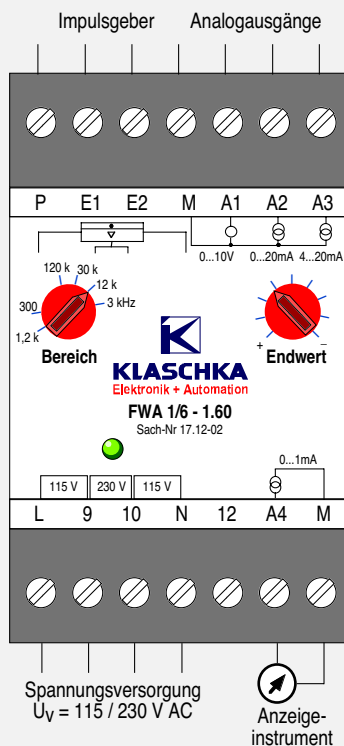 Impulsgeber Analogausgänge
P E1 E2 M A1 A2 A3
0...10V 0...20mA 4...20mA
120 k 30 k
12 k
300 3 kHz
1,2 k
Bereich
+ –
Endwert
K
KLASCHKA
Elektronik + Automation
FWA 1/6 - 1.60
Sach-Nr 17.12-02
0...1mA
115 V 230 V 115 V
L 9 10 N 12 A4 M
Spannungsversorgung
UV = 115 / 230 V AC
Anzeige-
instrument